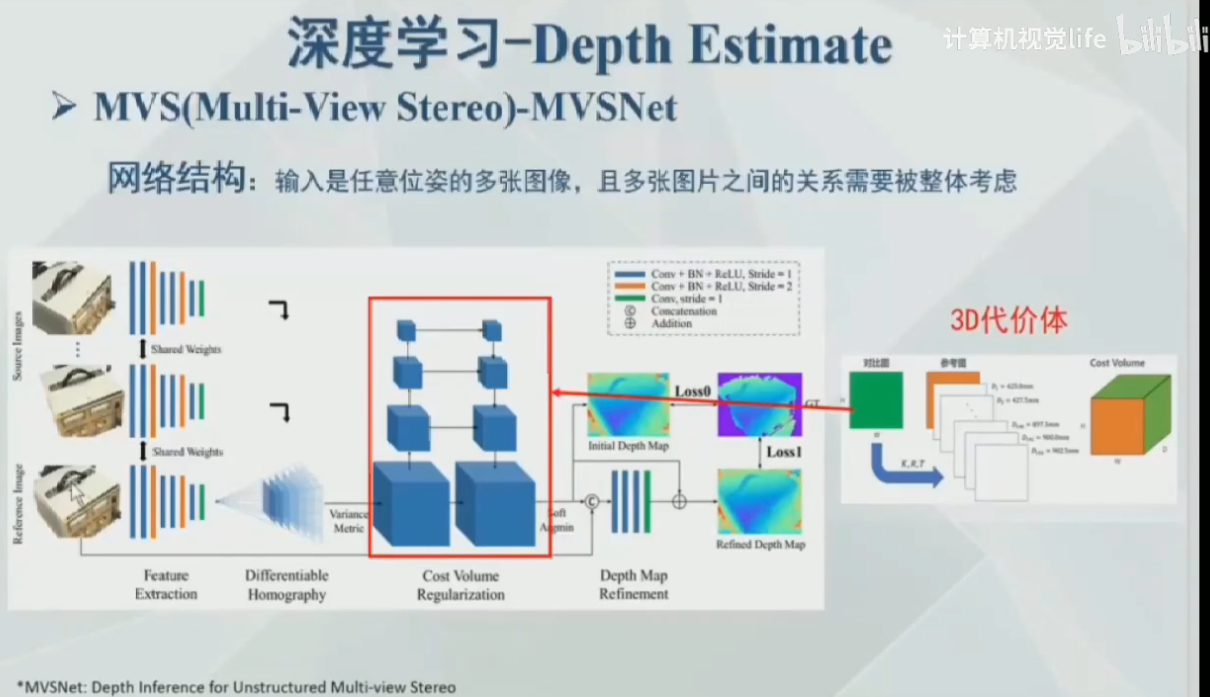 深度学习-Depth Estimate
计算机视觉life bilibili
➢ MVS(Multi-View Stereo)-MVSNet
网络结构：输入是任意位姿的多张图像，且多张图片之间的关系需要被整体考虑
Source Images
Reference Image
Shared Weights
Shared Weights
Variance
Metric
Soft
Argmin
Conv + BN + ReLU, Stride = 1
Conv + BN + ReLU, Stride = 2
Conv, stride = 1
C Concatenation
⊕ Addition
Loss0
GT
Initial Depth Map
Loss1
C
Refined Depth Map
Feature
Extraction
Differentiable
Homography
Cost Volume
Regularization
Depth Map
Refinement
3D代价体
对比图
参考图
Cost Volume
K,R,T
H
W
*MVSNet: Depth Inference for Unstructured Multi-view Stereo